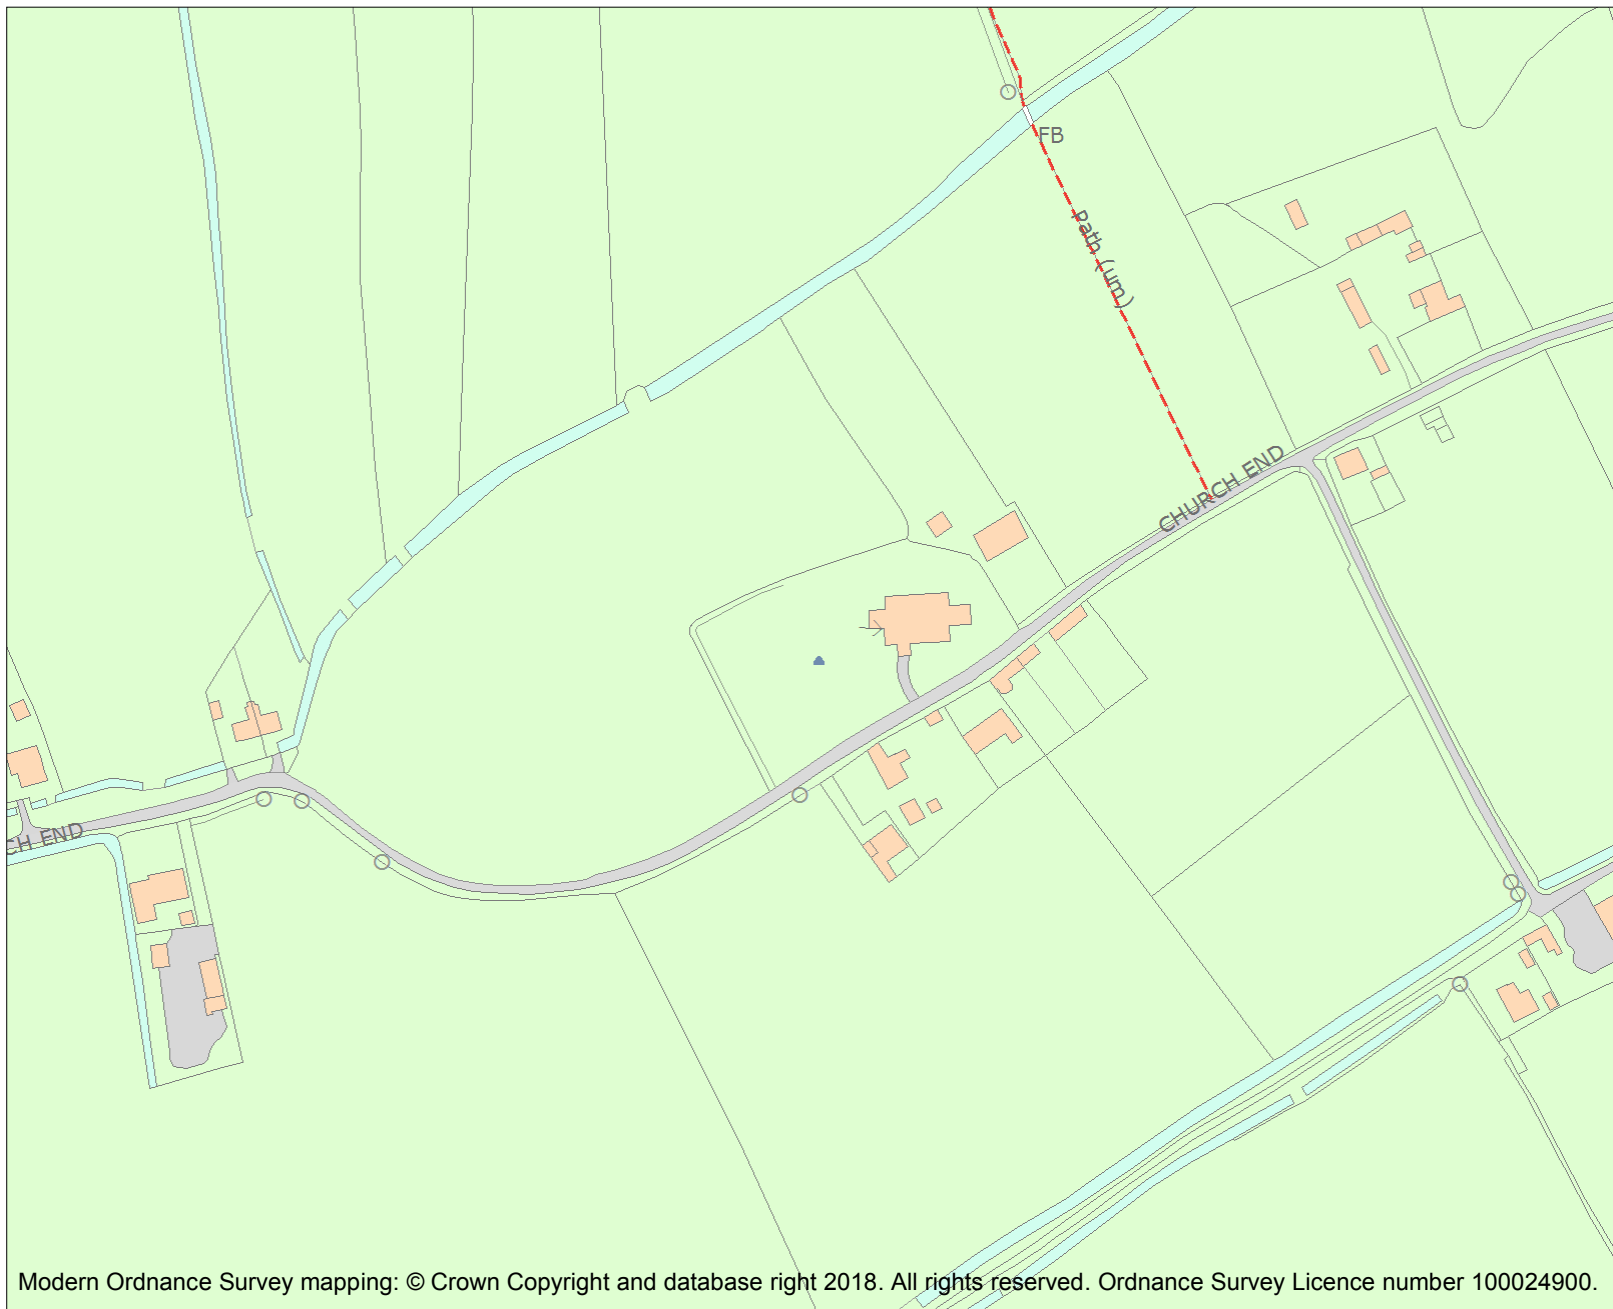 FB
Path (um)
CHURCH END
CH END
Modern Ordnance Survey mapping: © Crown Copyright and database right 2018. All rights reserved. Ordnance Survey Licence number 100024900.